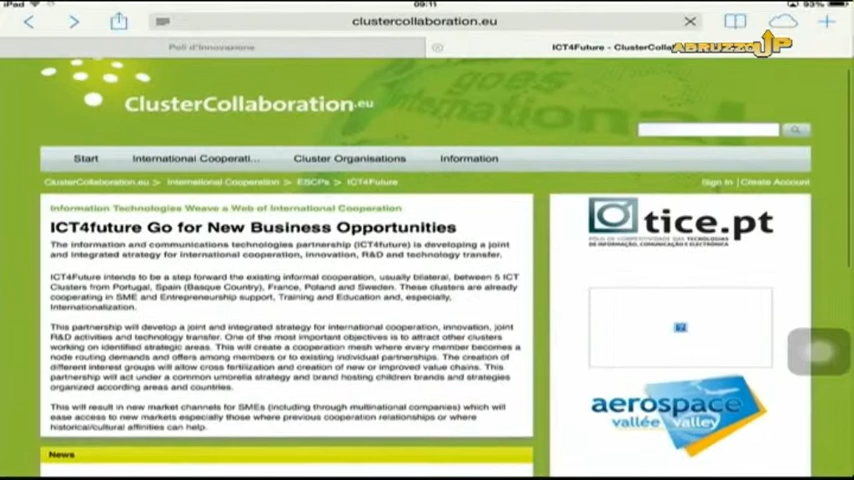 iPad
09:11
93%
clustercollaboration.eu
Poli d'Innovazione
ICT4Future - ClusterColla
ABRUZZO UP
goes
international
ClusterCollaboration.eu
Start
International Cooperati...
Cluster Organisations
Information
ClusterCollaboration.eu > International Cooperation > ESCPs > ICT4Future
Sign In | Create Account
Information Technologies Weave a Web of International Cooperation
ICT4future Go for New Business Opportunities
The information and communications technologies partnership (ICT4future) is developing a joint
and integrated strategy for international cooperation, innovation, R&D and technology transfer.
ICT4Future intends to be a step forward the existing informal cooperation, usually bilateral, between 5 ICT
Clusters from Portugal, Spain (Basque Country), France, Poland and Sweden. These clusters are already
cooperating in SME and Entrepreneurship support, Training and Education and, especially,
Internationalization.
This partnership will develop a joint and integrated strategy for international cooperation, innovation, joint
R&D activities and technology transfer. One of the most important objectives is to attract other clusters
working on identified strategic areas. This will create a cooperation mesh where every member becomes a
node routing demands and offers among members or to existing individual partnerships. The creation of
different interest groups will allow cross fertilization and creation of new or improved value chains. This
partnership will act under a common umbrella strategy and brand hosting children brands and strategies
organized according areas and countries.
This will result in new market channels for SMEs (including through multinational companies) which will
ease access to new markets especially those where previous cooperation relationships or where
historical/cultural affinities can help.
News
tice.pt
PÓLO DE COMPETITIVIDADE DAS TECNOLOGIAS
DE INFORMAÇÃO, COMUNICAÇÃO E ELECTRÓNICA
?
aerospace
vallée valley